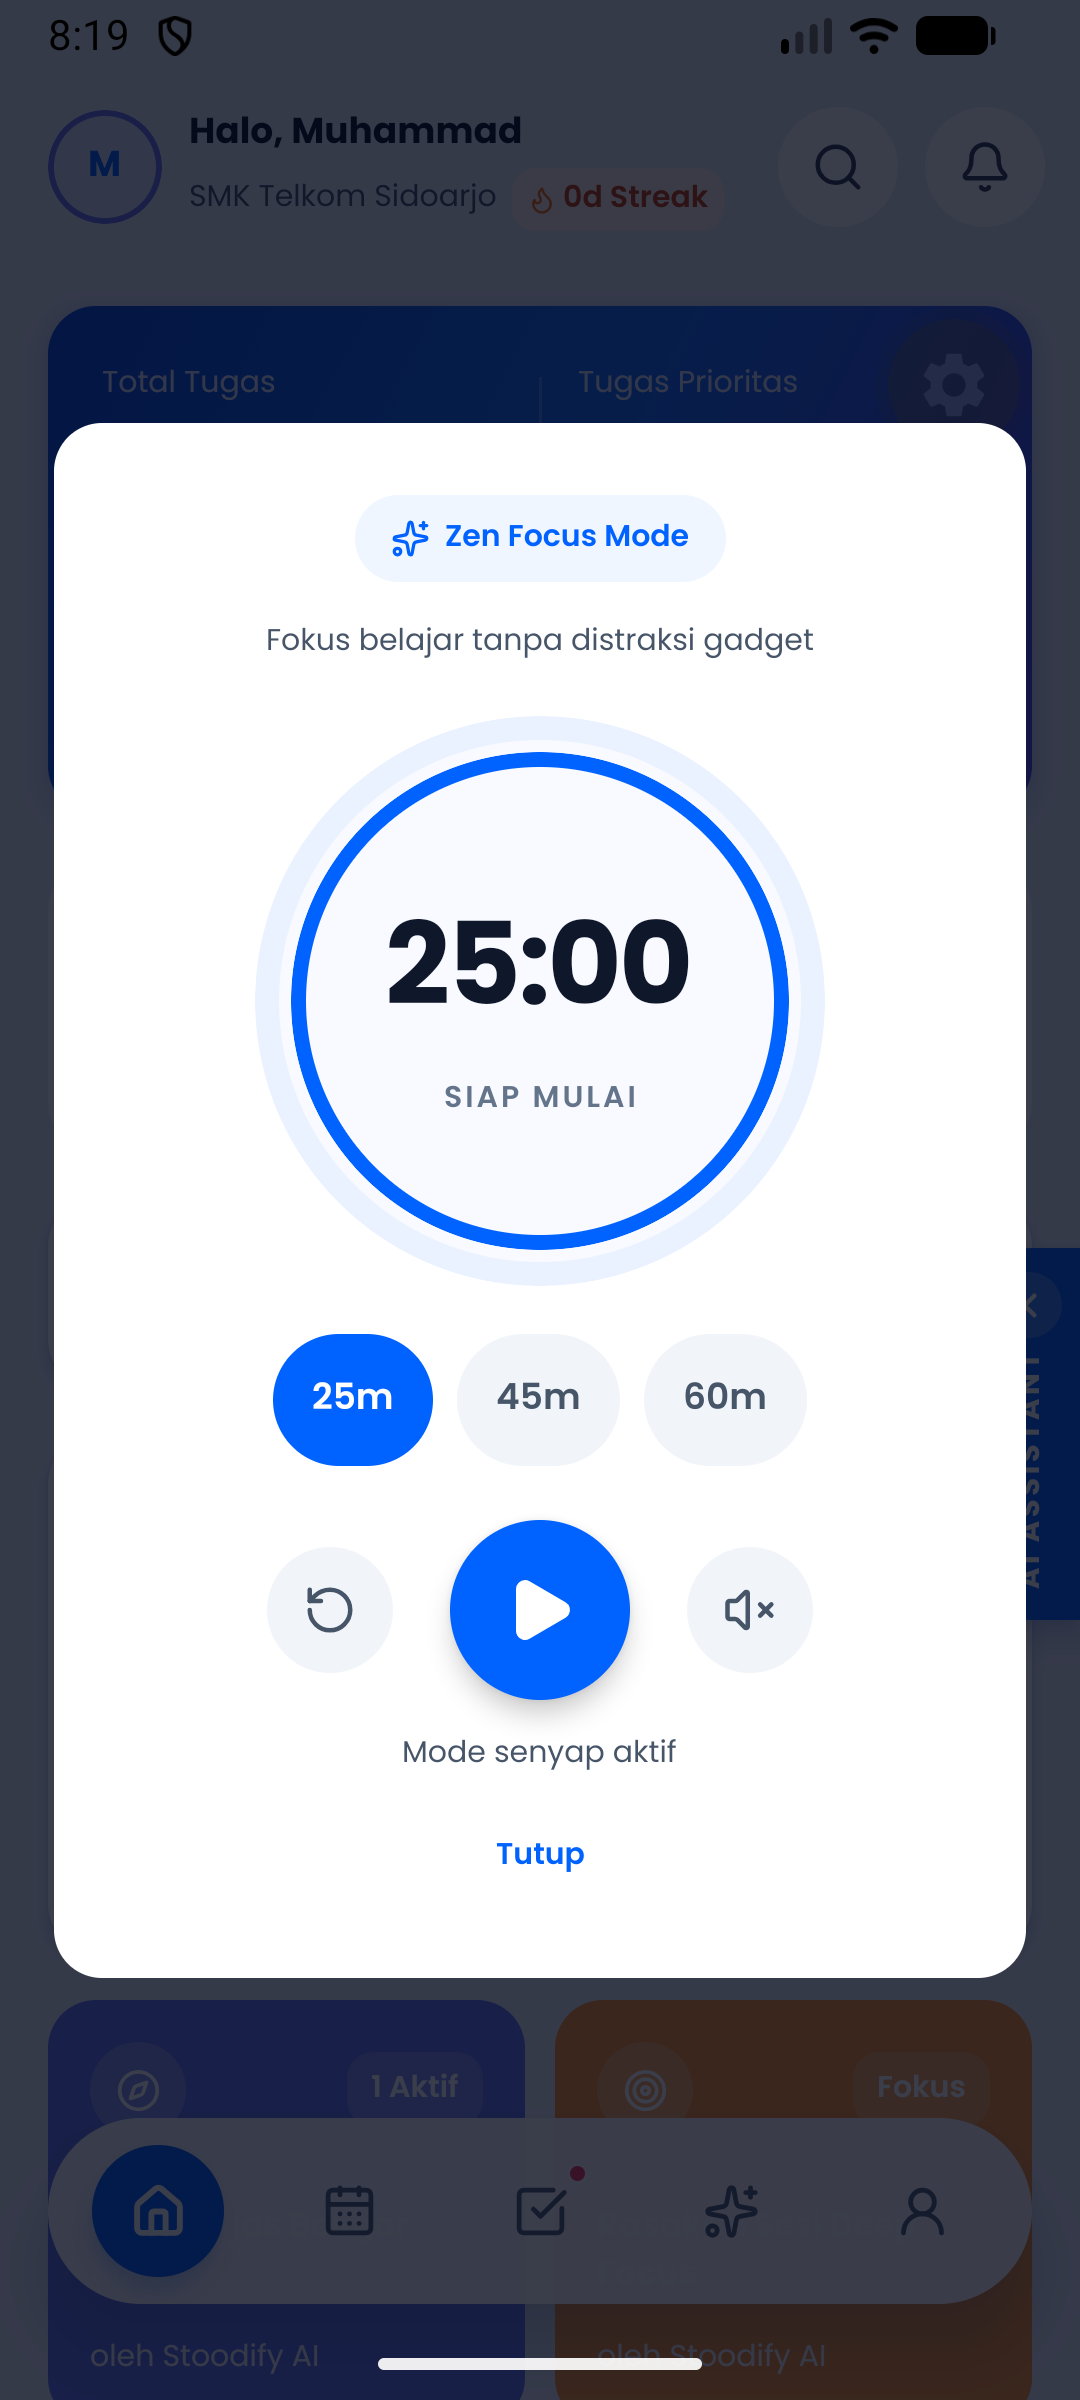 8:19
M
Halo, Muhammad
SMK Telkom Sidoarjo
0d Streak
Total Tugas
Tugas Prioritas
Zen Focus Mode
Fokus belajar tanpa distraksi gadget
25:00
SIAP MULAI
25m
45m
60m
AI ASSISTANT
Mode senyap aktif
Tutup
1 Aktif
Fokus
oleh Stoodify AI
oleh Stoodify AI